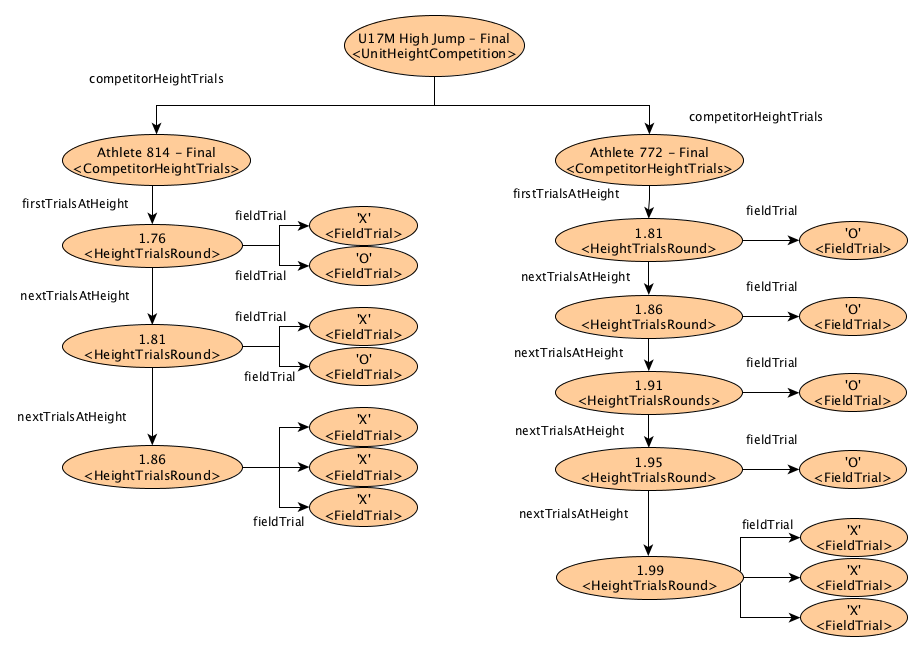 U17M High Jump – Final
<UnitHeightCompetition>
competitorHeightTrials
competitorHeightTrials
Athlete 814 – Final
<CompetitorHeightTrials>
firstTrialsAtHeight
1.76
<HeightTrialsRound>
fieldTrial
'X'
<FieldTrial>
fieldTrial
'O'
<FieldTrial>
nextTrialsAtHeight
1.81
<HeightTrialsRound>
fieldTrial
'X'
<FieldTrial>
fieldTrial
'O'
<FieldTrial>
nextTrialsAtHeight
1.86
<HeightTrialsRound>
'X'
<FieldTrial>
'X'
<FieldTrial>
'X'
<FieldTrial>
fieldTrial
Athlete 772 – Final
<CompetitorHeightTrials>
firstTrialsAtHeight
1.81
<HeightTrialsRound>
fieldTrial
'O'
<FieldTrial>
nextTrialsAtHeight
1.86
<HeightTrialsRound>
fieldTrial
'O'
<FieldTrial>
nextTrialsAtHeight
1.91
<HeightTrialsRounds>
fieldTrial
'O'
<FieldTrial>
nextTrialsAtHeight
1.95
<HeightTrialsRound>
fieldTrial
'O'
<FieldTrial>
nextTrialsAtHeight
1.99
<HeightTrialsRound>
fieldTrial
'X'
<FieldTrial>
'X'
<FieldTrial>
'X'
<FieldTrial>